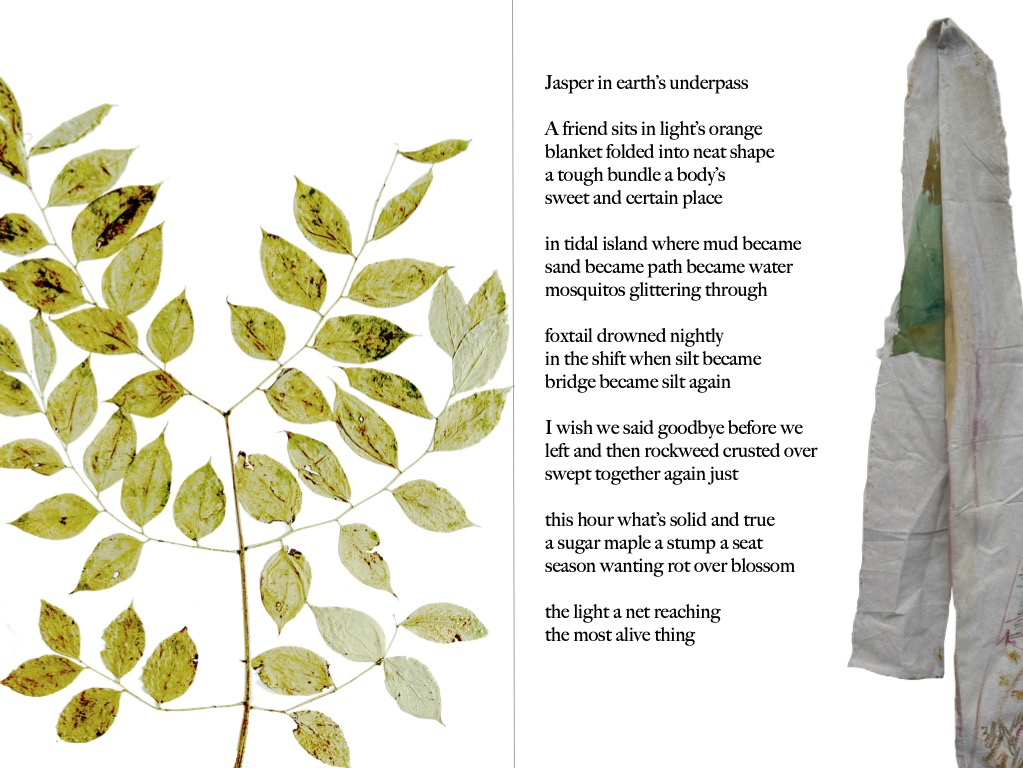 Jasper in earth's underpass
A friend sits in light's orange
blanket folded into neat shape
a tough bundle a body's
sweet and certain place
in tidal island where mud became
sand became path became water
mosquitos glittering through
foxtail drowned nightly
in the shift when silt became
bridge became silt again
I wish we said goodbye before we
left and then rockweed crusted over
swept together again just
this hour what's solid and true
a sugar maple a stump a seat
season wanting rot over blossom
the light a net reaching
the most alive thing